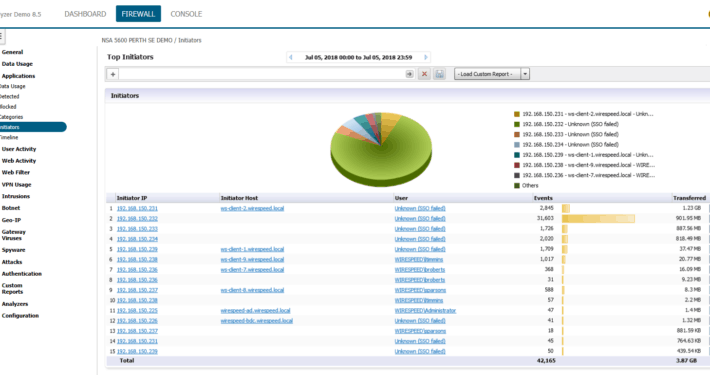 yzer Demo 8.5 DASHBOARD FIREWALL CONSOLE
NSA 5600 PERTH SE DEMO / Initiators
General
Data Usage
Applications
Data Usage
Detected
Blocked
Categories
Initiators
Timeline
User Activity
Web Activity
Web Filter
VPN Usage
Intrusions
Botnet
Geo-IP
Gateway
Viruses
Spyware
Attacks
Authentication
Custom
Reports
Analyzers
Configuration
Top Initiators Jul 05, 2018 00:00 to Jul 05, 2018 23:59
+ - Load Custom Report -
Initiators
192.168.150.231 - ws-client-2.wirespeed.local - Unkn...
192.168.150.232 - Unknown (SSO failed)
192.168.150.233 - Unknown (SSO failed)
192.168.150.234 - Unknown (SSO failed)
192.168.150.239 - ws-client-1.wirespeed.local - Unkn...
192.168.150.238 - ws-client-9.wirespeed.local - WIRE...
192.168.150.236 - ws-client-7.wirespeed.local - WIRE...
Others
Initiator IP Initiator Host User Events Transferred
1 192.168.150.231 ws-client-2.wirespeed.local Unknown (SSO failed) 2,845 1.23 GB
2 192.168.150.232 Unknown (SSO failed) 31,603 901.95 MB
3 192.168.150.233 Unknown (SSO failed) 1,726 887.56 MB
4 192.168.150.234 Unknown (SSO failed) 2,020 818.49 MB
5 192.168.150.239 ws-client-1.wirespeed.local Unknown (SSO failed) 1,709 37.47 MB
6 192.168.150.238 ws-client-9.wirespeed.local 1,017 20.77 MB
7 192.168.150.236 ws-client-7.wirespeed.local WIRESPEED\broberts 368 16.09 MB
8 192.168.150.236 WIRESPEED\broberts 31 9.23 MB
9 192.168.150.237 ws-client-8.wirespeed.local WIRESPEED\sparsons 588 8.3 MB
10 192.168.150.238 57 2.2 MB
11 192.168.150.225 wirespeed-ad.wirespeed.local WIRESPEED\Administrator 47 1.4 MB
12 192.168.150.226 wirespeed-bdc.wirespeed.local Unknown (SSO failed) 41 1.32 MB
13 192.168.150.237 WIRESPEED\sparsons 18 881.59 KB
14 192.168.150.231 Unknown (SSO failed) 45 764.63 KB
15 192.168.150.239 Unknown (SSO failed) 50 439.54 KB
Total 42,165 3.87 GB